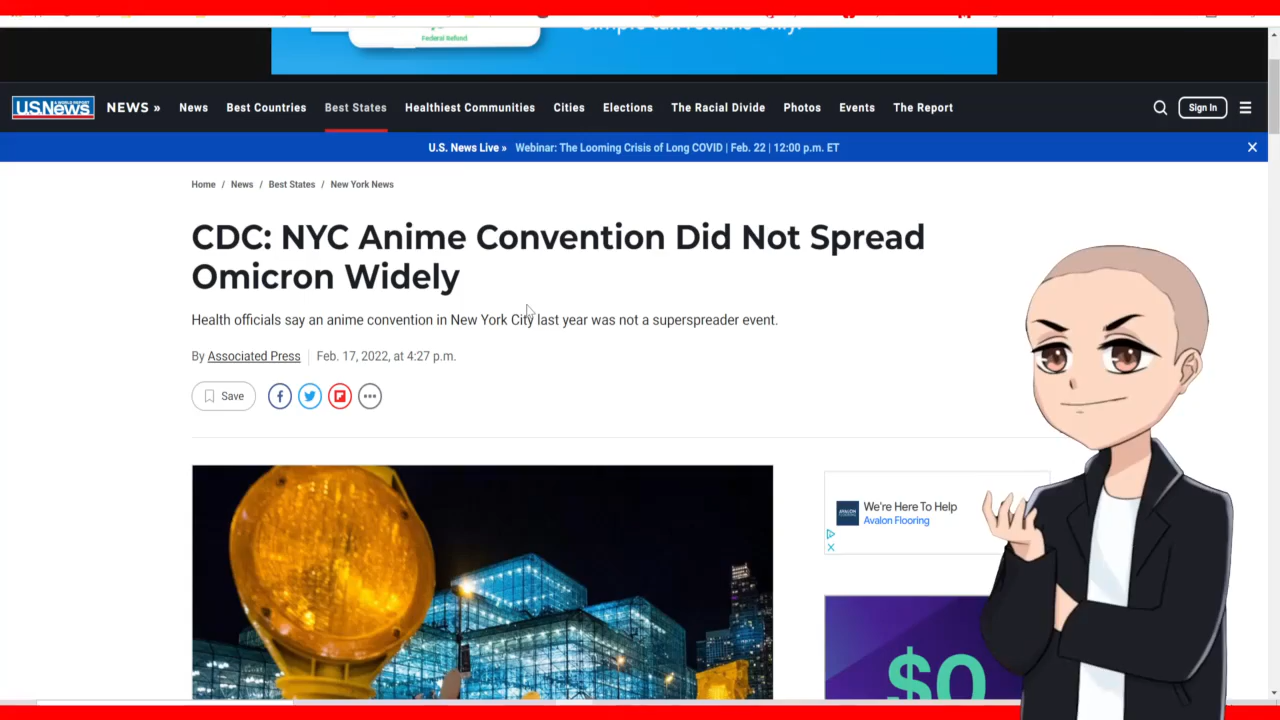 Federal Refund
Simple tax returns only.
U.S.News NEWS » News Best Countries Best States Healthiest Communities Cities Elections The Racial Divide Photos Events The Report Sign In
U.S. News Live » Webinar: The Looming Crisis of Long COVID | Feb. 22 | 12:00 p.m. ET
Home / News / Best States / New York News
CDC: NYC Anime Convention Did Not Spread
Omicron Widely
Health officials say an anime convention in New York City last year was not a superspreader event.
By Associated Press | Feb. 17, 2022, at 4:27 p.m.
Save
We're Here To Help
Avalon Flooring
$0